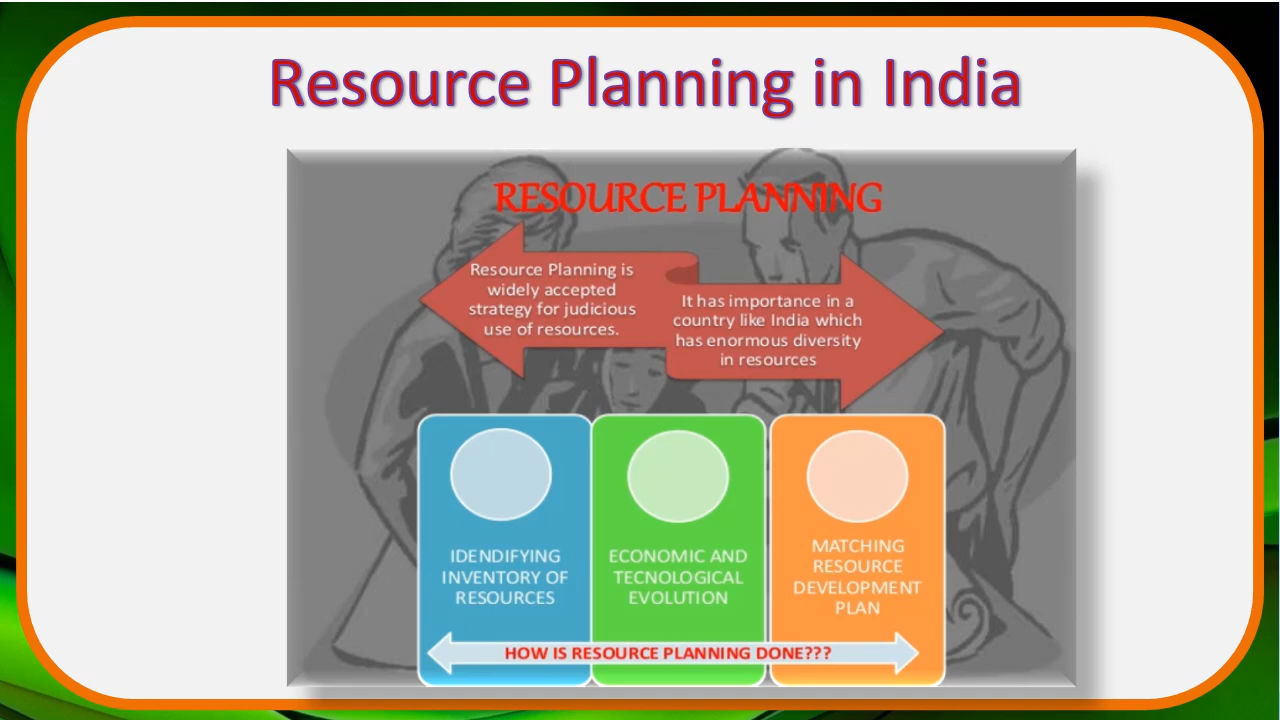 Resource Planning in India
RESOURCE PLANNING
Resource Planning is
widely accepted
strategy for judicious
use of resources.
It has importance in a
country like India which
has enormous diversity
in resources
IDENDIFYING
INVENTORY OF
RESOURCES
ECONOMIC AND
TECNOLOGICAL
EVOLUTION
MATCHING
RESOURCE
DEVELOPMENT
PLAN
HOW IS RESOURCE PLANNING DONE???